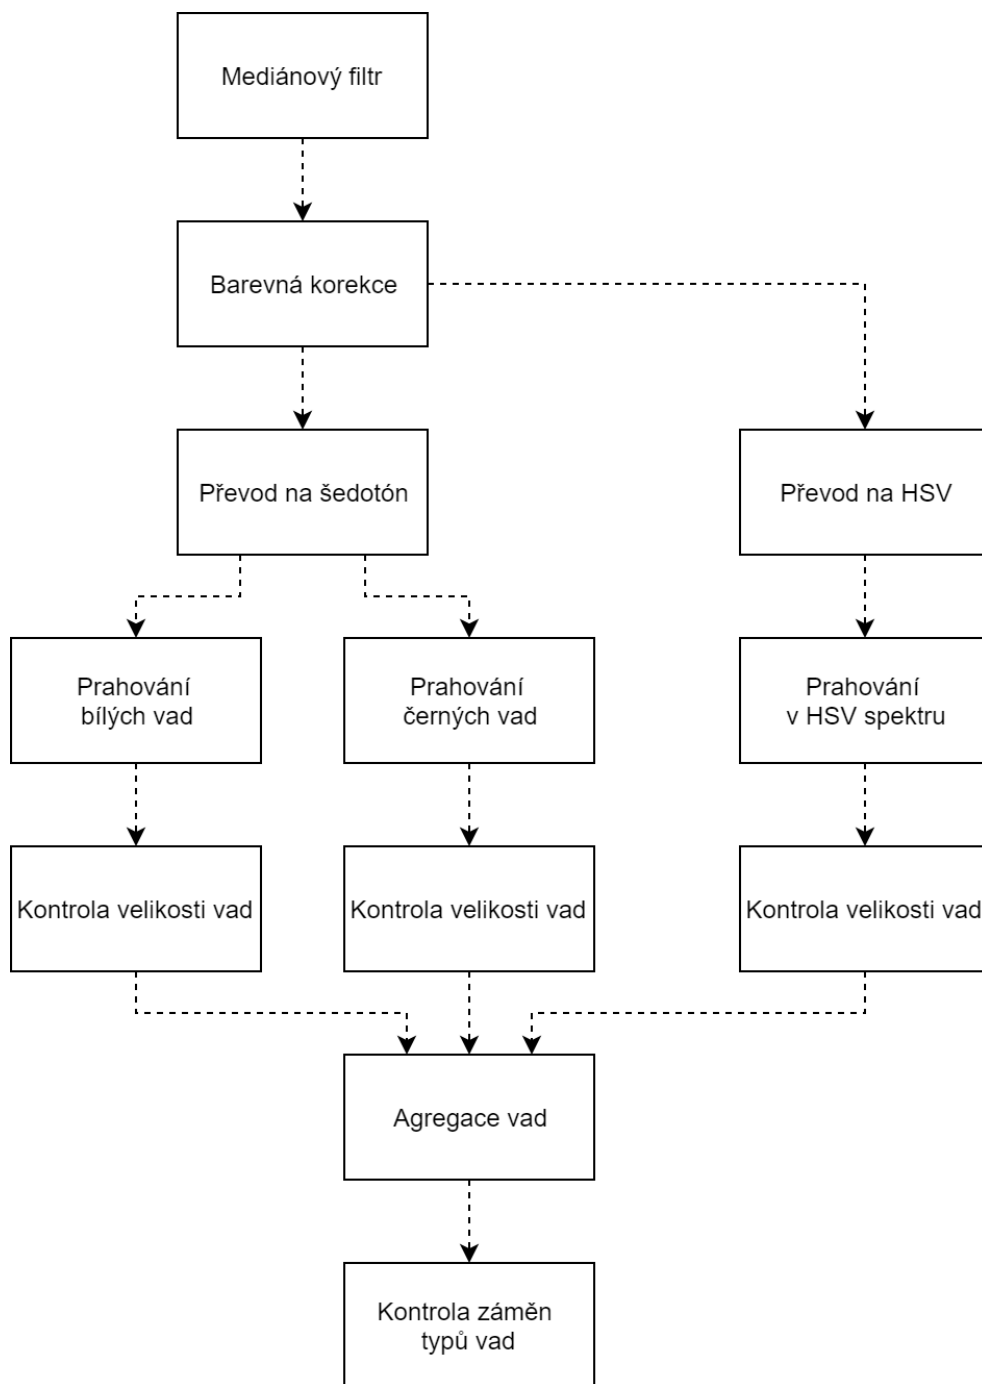 Mediánový filtr
Barevná korekce
Převod na šedotón
Převod na HSV
Prahování
bílých vad
Prahování
černých vad
Prahování
v HSV spektru
Kontrola velikosti vad
Kontrola velikosti vad
Kontrola velikosti vad
Agregace vad
Kontrola záměn
typů vad